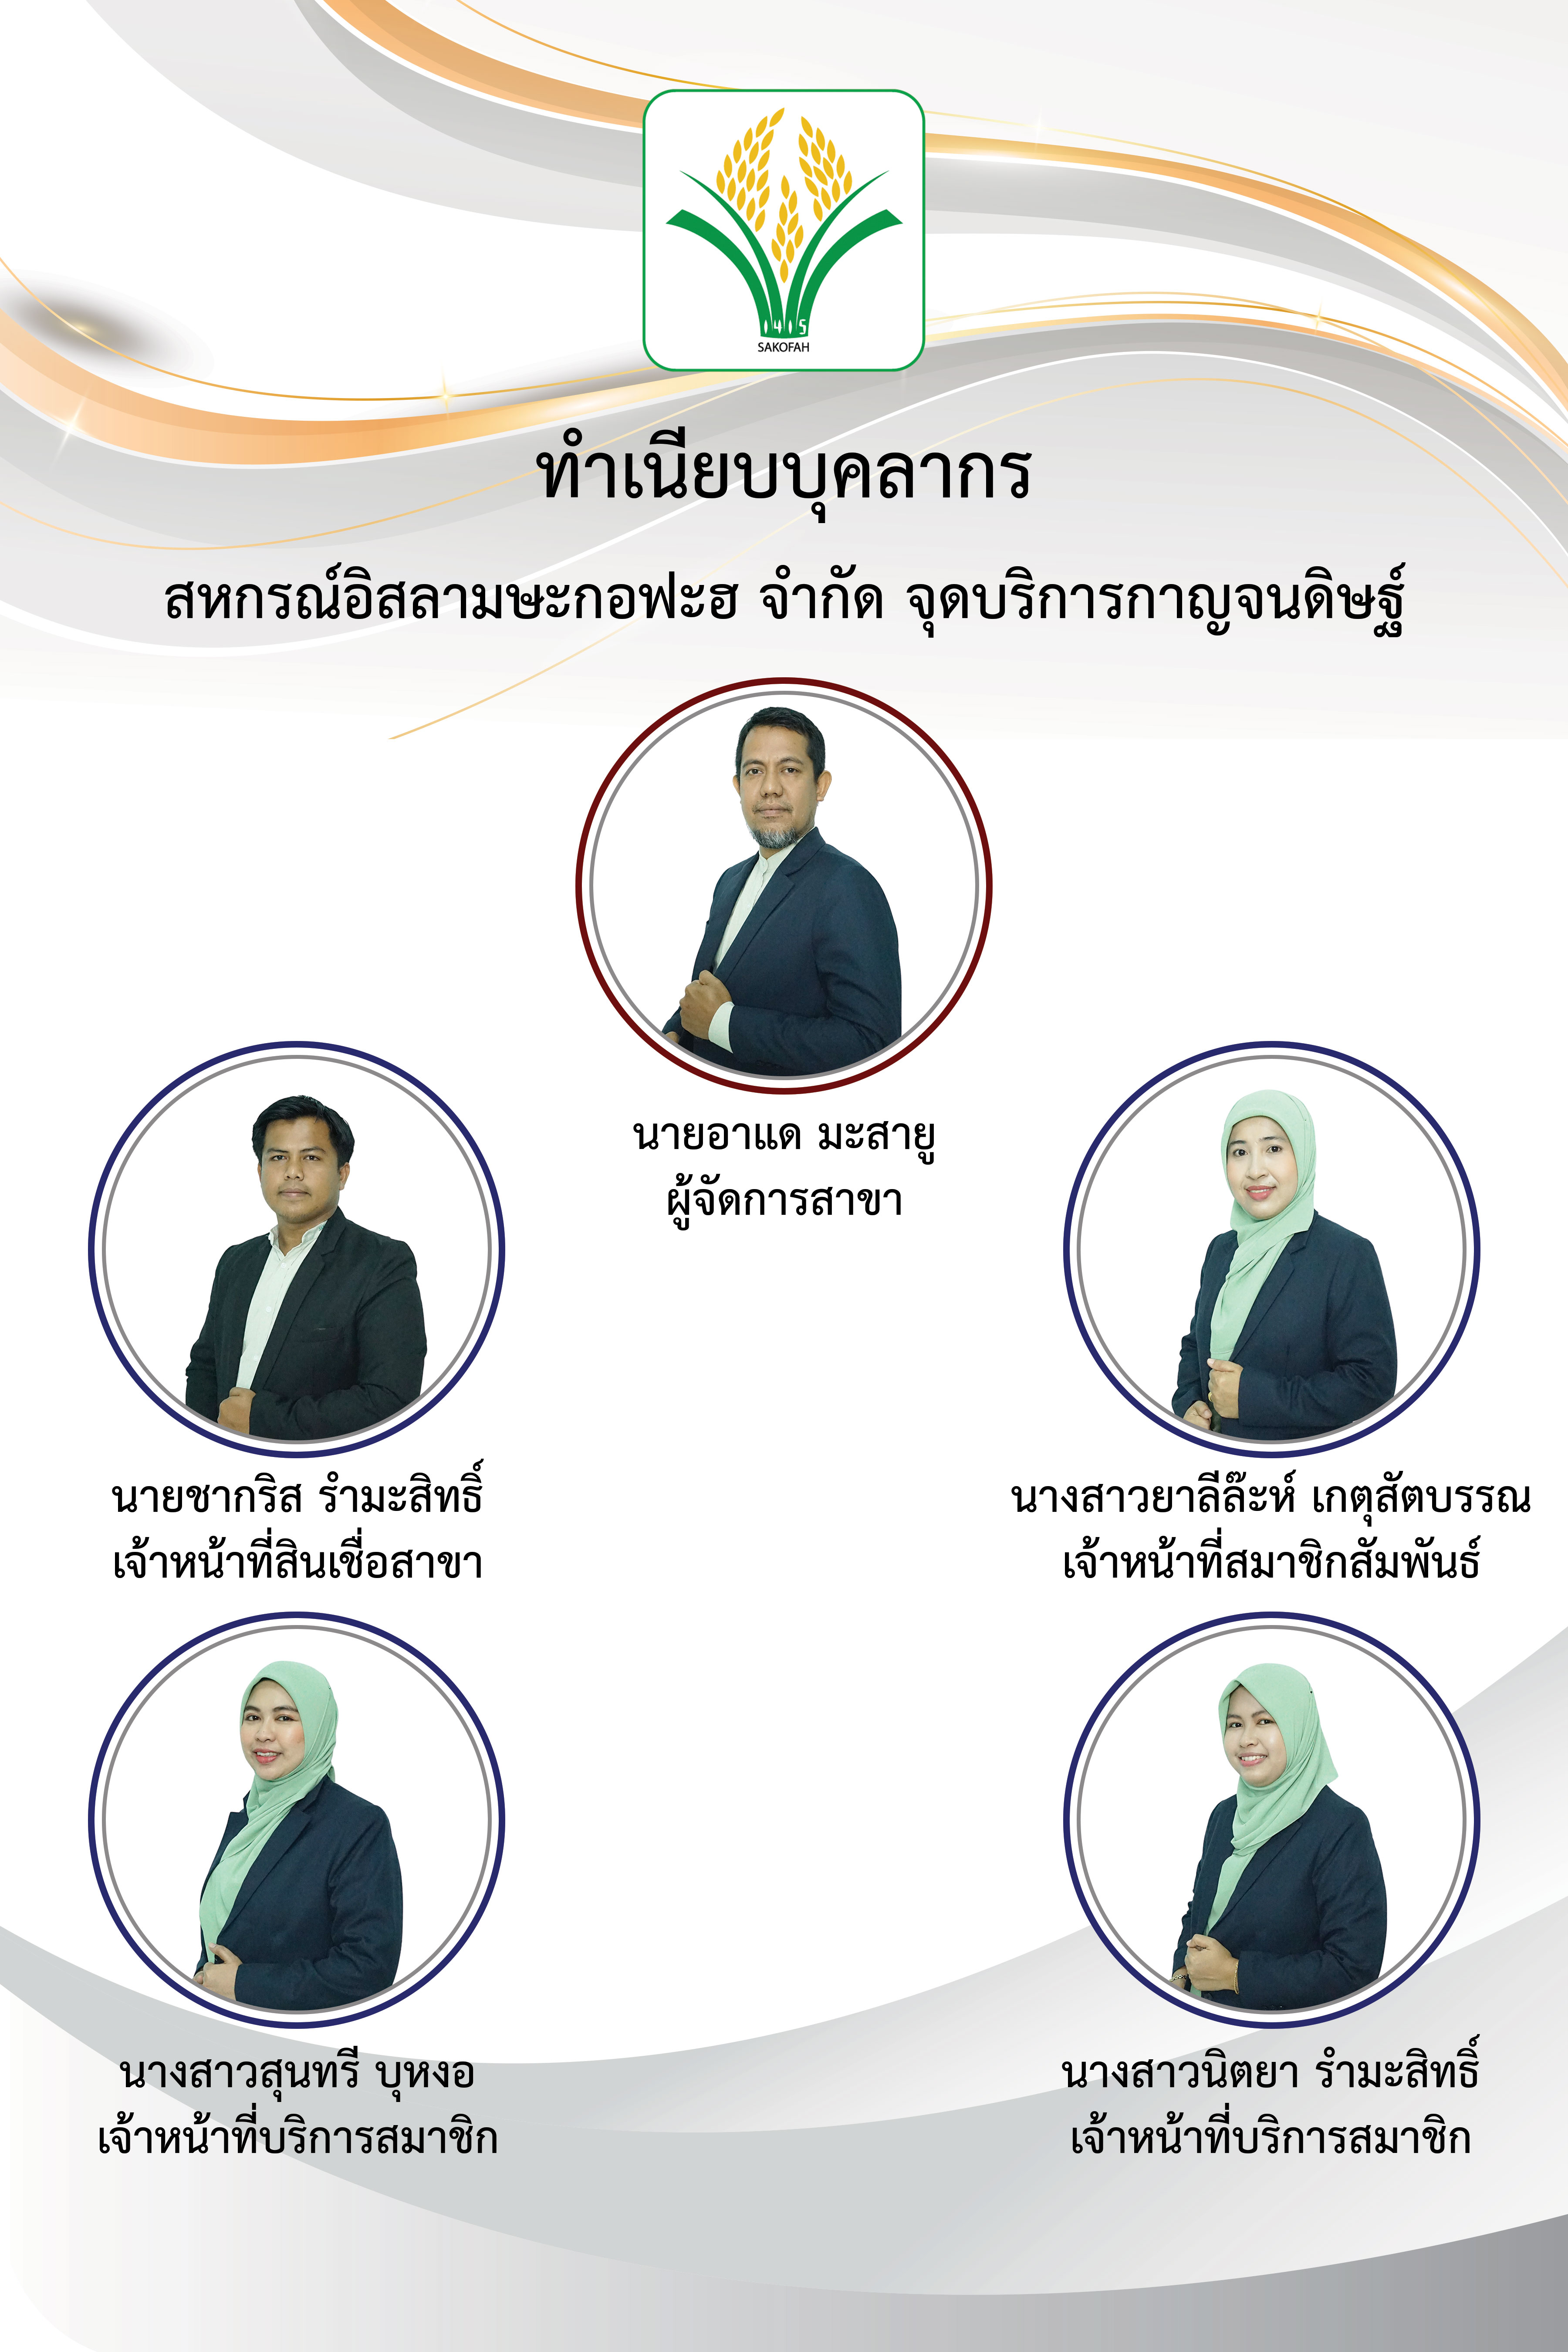 1415
SAKOFAH
ทำเนียบบุคลากร
สหกรณ์อิสลามษะกอฟะฮ จำกัด จุดบริการกาญจนดิษฐ์
นายอาแด มะสายู
ผู้จัดการสาขา
นายชากริส รำมะสิทธิ์
เจ้าหน้าที่สินเชื่อสาขา
นางสาวยาลีล๊ะห์ เกตุสัตบรรณ
เจ้าหน้าที่สมาชิกสัมพันธ์
นางสาวสุนทรี บุหงอ
เจ้าหน้าที่บริการสมาชิก
นางสาวนิตยา รำมะสิทธิ์
เจ้าหน้าที่บริการสมาชิก